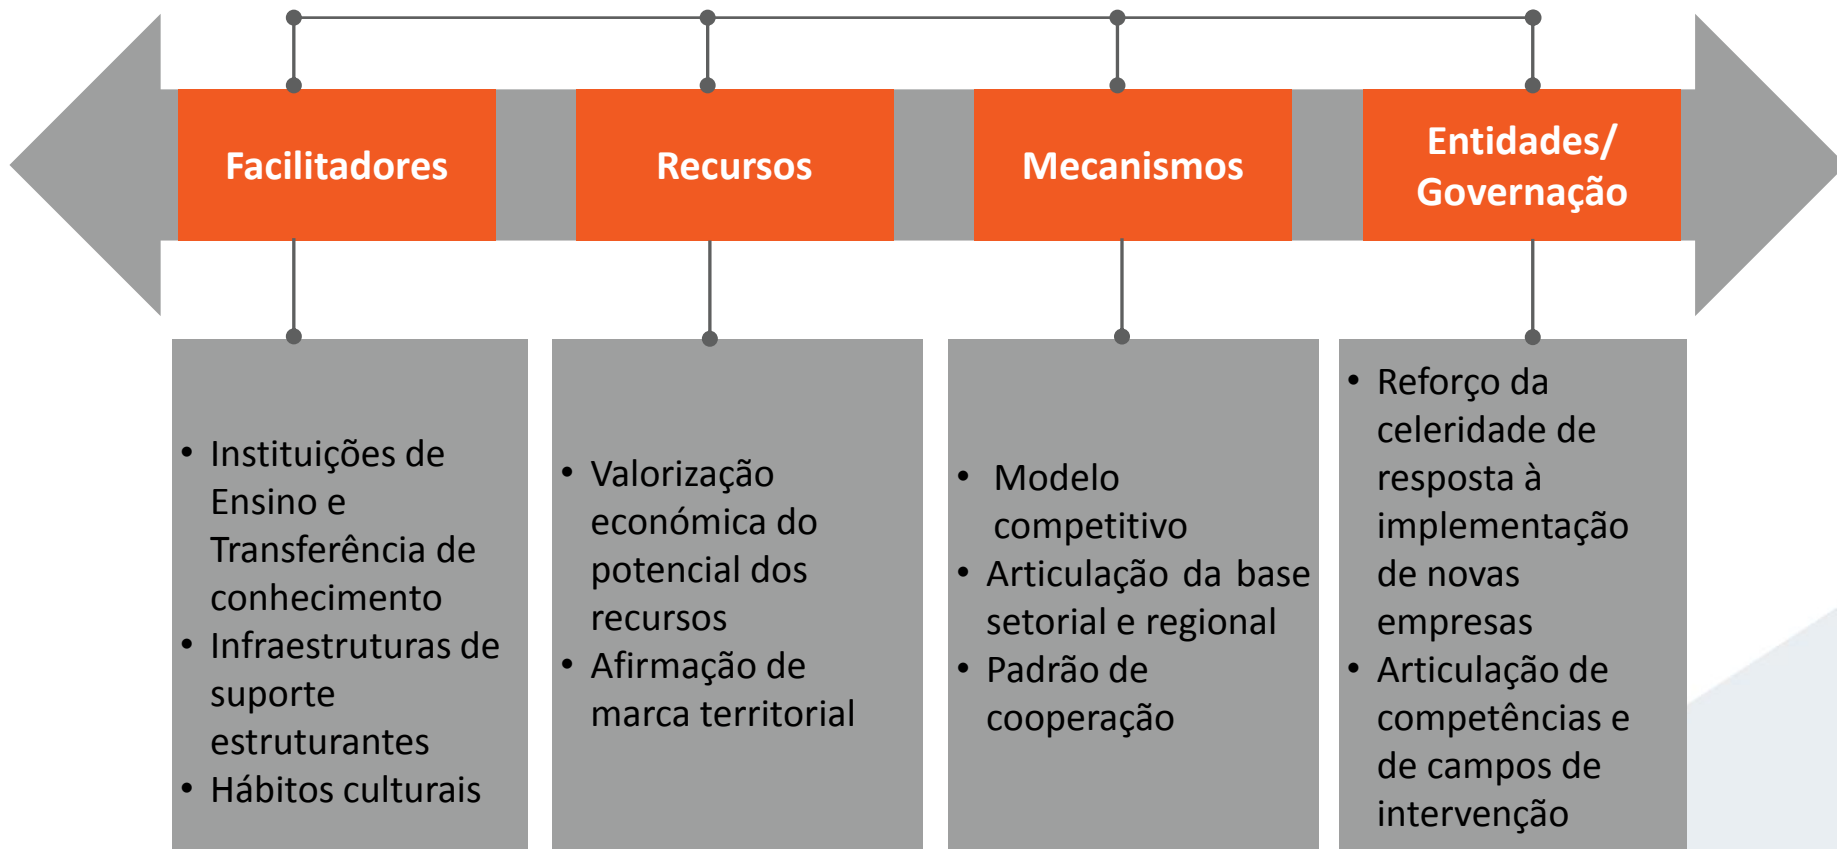 Facilitadores
Recursos
Mecanismos
Entidades/
Governação
• Instituições de
Ensino e
Transferência de
conhecimento
• Infraestruturas de
suporte
estruturantes
• Hábitos culturais
• Valorização
económica do
potencial dos
recursos
• Afirmação de
marca territorial
• Modelo
competitivo
• Articulação da base
setorial e regional
• Padrão de
cooperação
• Reforço da
celeridade de
resposta à
implementação
de novas
empresas
• Articulação de
competências e
de campos de
intervenção